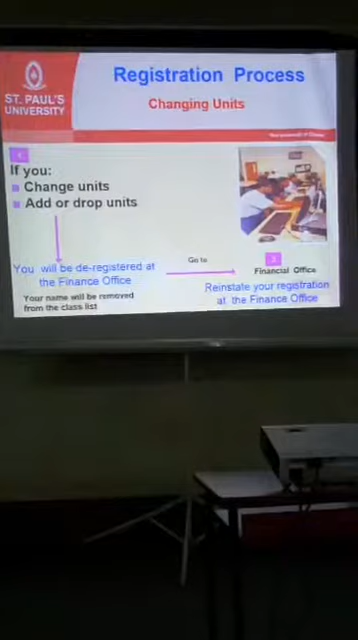 ST. PAUL'S
UNIVERSITY
Registration Process
Changing Units
1
If you:
Change units
Add or drop units
You will be de-registered at
the Finance Office
Your name will be removed
from the class list
Go to
2
Financial Office
Reinstate your registration
at the Finance Office